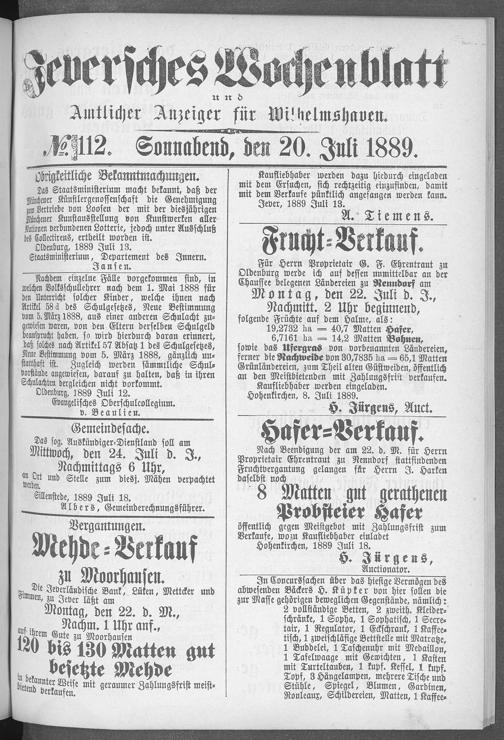 Jeversches Wochenblatt
und
Amtlicher Anzeiger für Wilhelmshaven.
№ 112. Sonnabend, den 20. Juli 1889.
Obrigkeitliche Bekanntmachungen.
Das Staatsministerium macht bekannt, daß der
Münchener Künstlergenossenschaft die Genehmigung
zum Vertriebe von Loosen der mit der diesjährigen
Münchener Kunstausstellung von Kunstwerken aller
Nationen verbundenen Lotterie, jedoch unter Ausschluß
des Collectirens, ertheilt worden ist.
Oldenburg, 1889 Juli 13.
Staatsministerium, Departement des Innern.
Jansen.
Nachdem einzelne Fälle vorgekommen sind, in
welchen Volksschullehrer nach dem 1. Mai 1888 für
den Unterricht solcher Kinder, welche ihnen nach
Artikel 58 d des Schulgesetzes, Neue Bestimmung
vom 5. März 1888, aus einer anderen Schulacht zu-
gewiesen waren, von den Eltern derselben Schulgeld
beansprucht haben, so wird hierdurch daran erinnert,
daß solches nach Artikel 57 Absatz 1 des Schulgesetzes,
Neue Bestimmung vom 5. März 1888, gänzlich un-
statthaft ist. Zugleich werden sämmtliche Schul-
vorstände angewiesen, darauf zu halten, daß in ihren
Schulachten dergleichen nicht vorkommt.
Oldenburg, 1889 Juli 12.
Evangelisches Oberschulcollegium.
v. Beaulieu.
Gemeindesache.
Das sog. Auskündiger-Dienstland soll am
Mittwoch, den 24. Juli d. J.,
Nachmittags 6 Uhr,
an Ort und Stelle zum diesj. Mähen verpachtet
werden.
Sillenstede, 1889 Juli 18.
Albers, Gemeinderechnungsführer.
Vergantungen.
Mehde-Verkauf
zu Moorhausen.
Die Jeverländische Bank, Lüken, Mettcker und
Fimmen, zu Jever läßt am
Montag, den 22. d. M.,
Nachm. 1 Uhr auf.,
auf ihrem Gute zu Moorhausen
120 bis 130 Matten gut
besetzte Mehde
in bekannter Weise mit geraumer Zahlungsfrist meist-
bietend verkaufen.
Kaufliebhaber werden dazu hierdurch eingeladen
mit dem Ersuchen, sich rechtzeitig einzufinden, damit
mit dem Verkaufe pünktlich angefangen werden kann.
Jever, 1889 Juli 13.
A. Tiemens.
Frucht-Verkauf.
Für Herrn Proprietair G. F. Ehrentraut zu
Oldenburg werde ich auf dessen unmittelbar an der
Chaussee belegenen Ländereien zu Renndorf am
Montag, den 22. Juli d. J.,
Nachmitt. 2 Uhr beginnend,
folgende Früchte auf dem Halme, als:
19,2732 ha = 40,7 Matten Hafer,
6,7161 ha = 14,2 Matten Bohnen,
sowie das Ufergras von vorbenannten Ländereien,
ferner die Nachweide von 30,7835 ha = 65,1 Matten
Grünländereien, zum Theil alten Güstweiden, öffentlich
an den Meistbietenden mit Zahlungsfrist verkaufen.
Kaufliebhaber werden eingeladen.
Hohenkirchen, 8. Juli 1889.
H. Jürgens, Auct.
Hafer-Verkauf.
Nach Beendigung der am 22. d. M. für Herrn
Proprietair Ehrentraut zu Renndorf stattfindenden
Fruchtvergantung gelangen für Herrn J. Harken
daselbst noch
8 Matten gut gerathenen
Probsteier Hafer
öffentlich gegen Meistgebot mit Zahlungsfrist zum
Verkaufe, wozu Kaufliebhaber einladet
Hohenkirchen, 1889 Juli 18.
H. Jürgens,
Auctionator.
In Concurssachen über das hiesige Vermögen des
abwesenden Bäckers H. Küpker von hier sollen die
zur Masse gehörigen beweglichen Gegenstände, nämlich:
2 vollständige Betten, 2 zweith. Kleider-
schränke, 1 Sopha, 1 Sophatisch, 1 Secre-
tair, 1 Regulator, 1 Eckschrank, 1 Kaffee-
tisch, 1 zweischläfige Bettstelle mit Matratze,
1 Buddelei, 1 Taschenuhr mit Medaillon,
1 Tafelwaage mit Gewichten, 1 Kasten
mit Turteltauben, 1 kupf. Kessel, 1 kupf.
Topf, 3 Hängelampen, mehrere Tische und
Stühle, Spiegel, Blumen, Gardinen,
Rouleaux, Schildereien, Matten, 1 Kaffee-